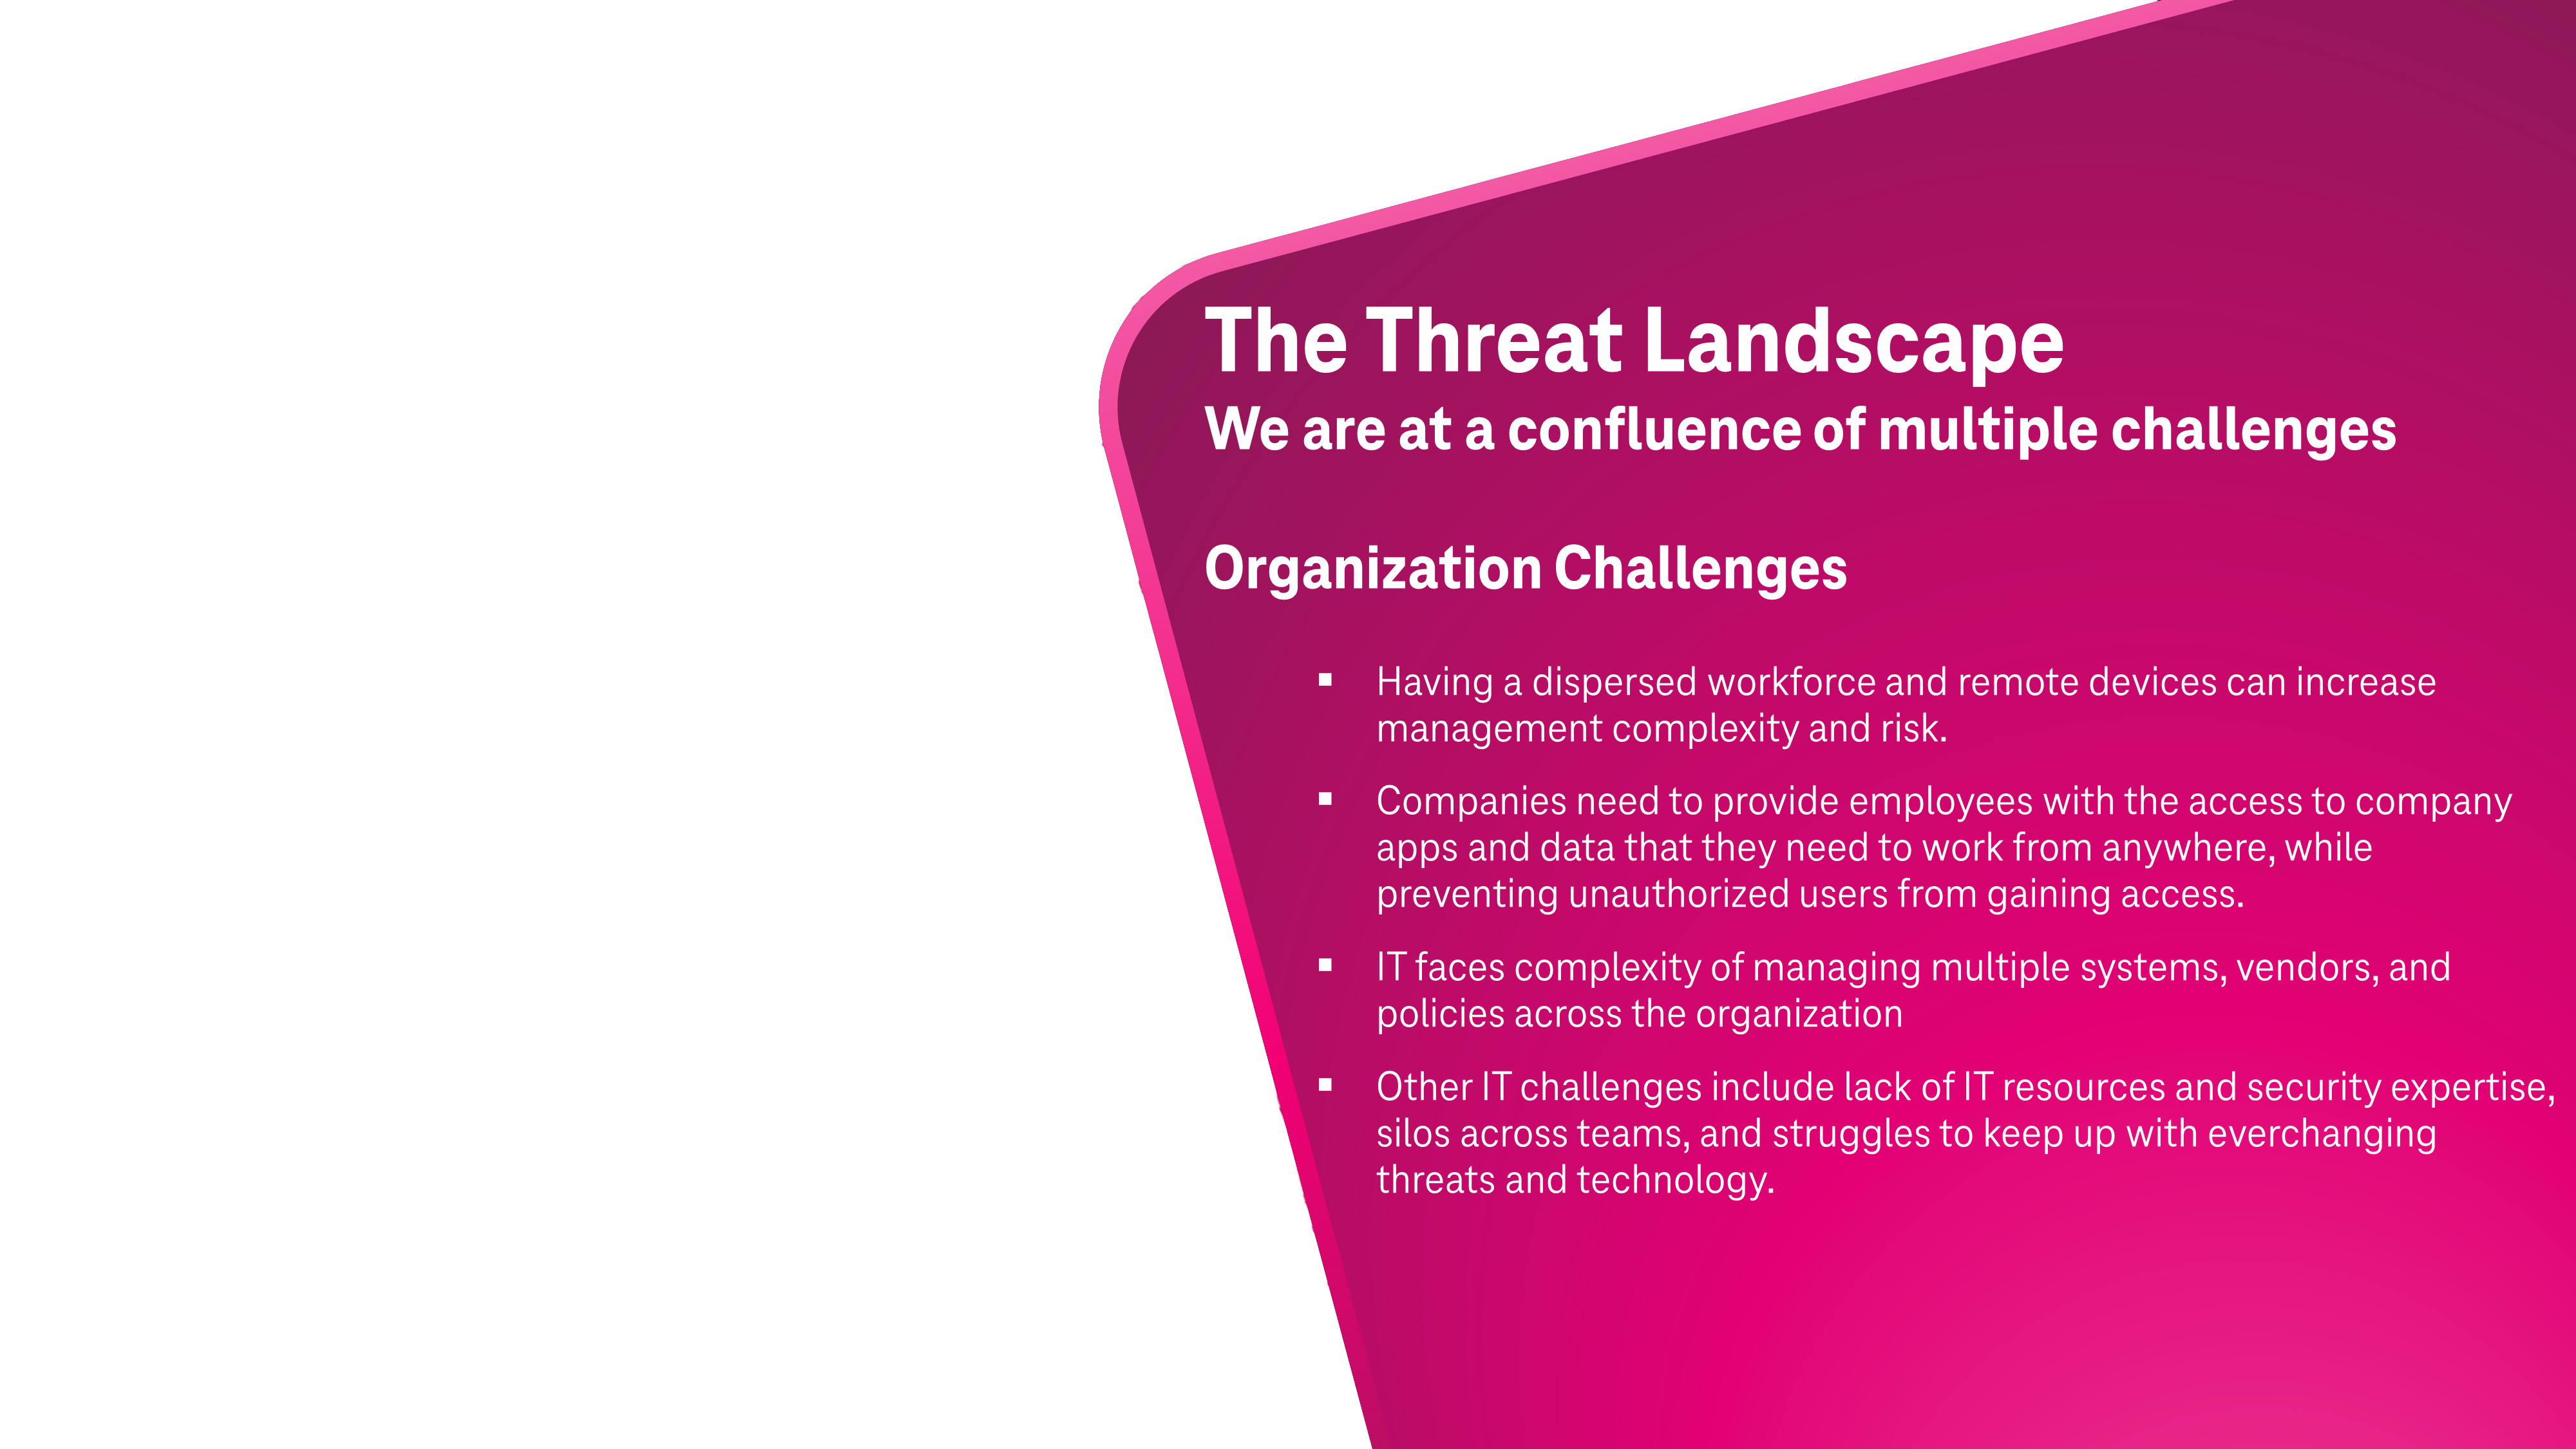 The Threat Landscape
We are at a confluence of multiple challenges
Organization Challenges
▪ Having a dispersed workforce and remote devices can increase
management complexity and risk.
▪ Companies need to provide employees with the access to company
apps and data that they need to work from anywhere, while
preventing unauthorized users from gaining access.
▪ IT faces complexity of managing multiple systems, vendors, and
policies across the organization
▪ Other IT challenges include lack of IT resources and security expertise,
silos across teams, and struggles to keep up with everchanging
threats and technology.